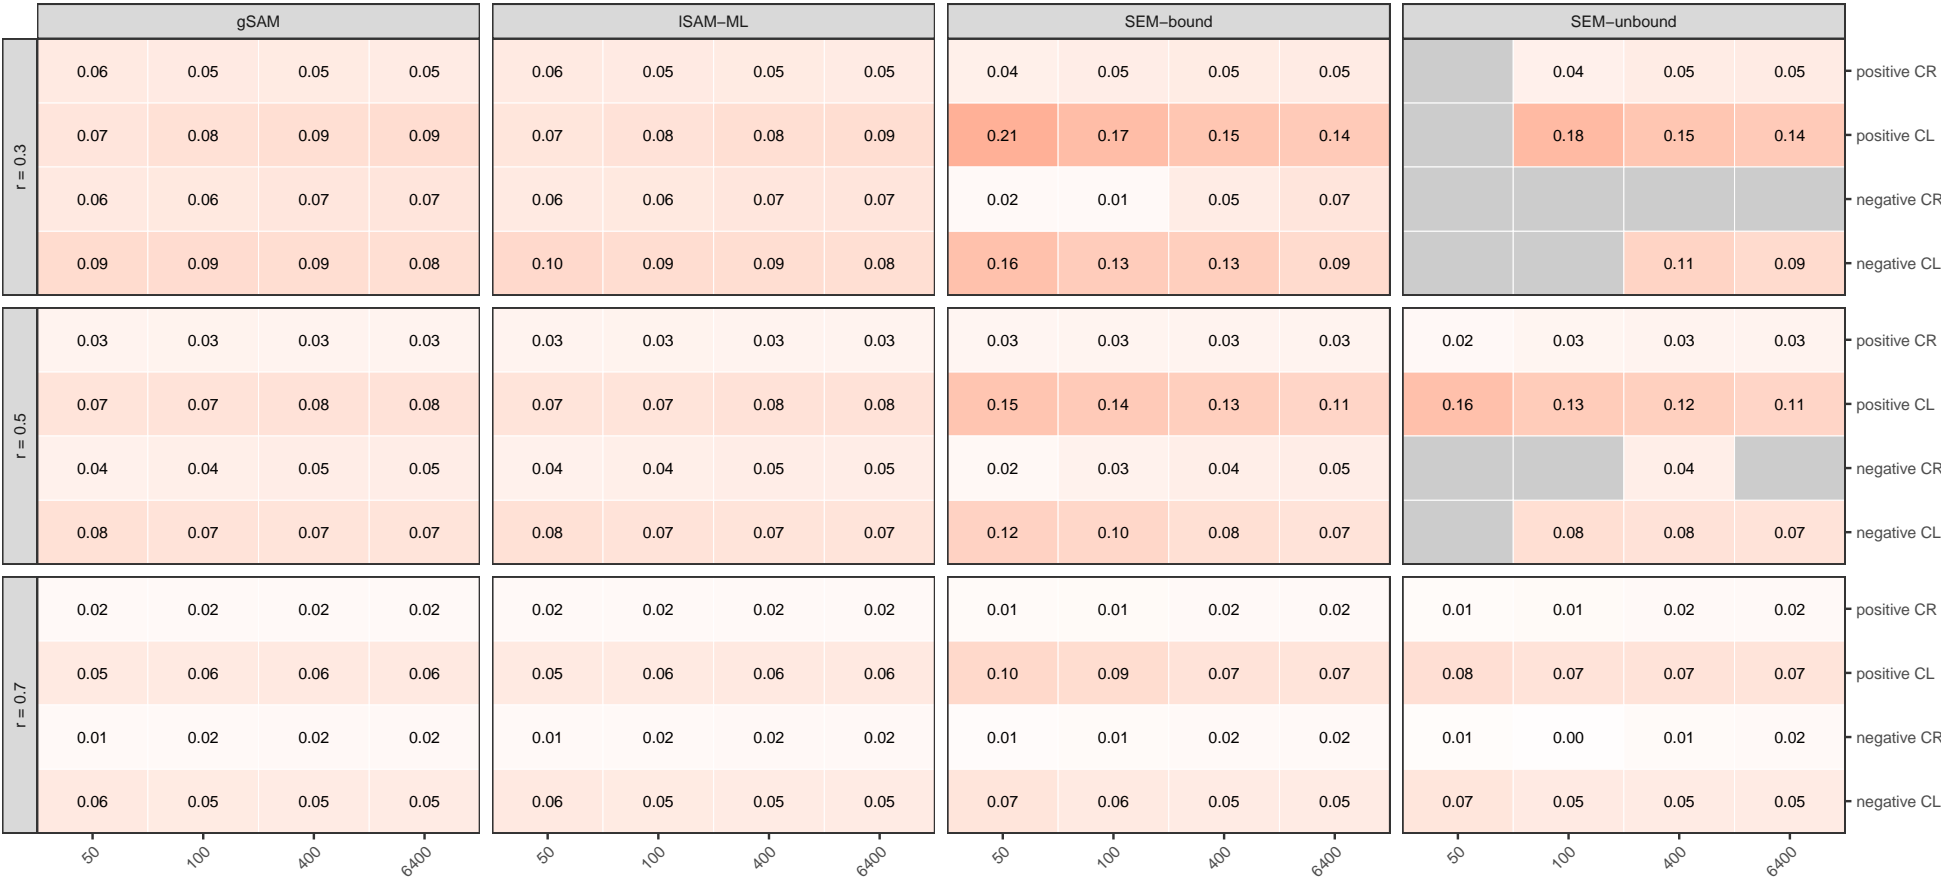 gSAM lSAM−ML SEM−bound SEM−unbound
r = 0.3
0.06 0.05 0.05 0.05 0.06 0.05 0.05 0.05 0.04 0.05 0.05 0.05 0.04 0.05 0.05 positive CR
0.07 0.08 0.09 0.09 0.07 0.08 0.08 0.09 0.21 0.17 0.15 0.14 0.18 0.15 0.14 positive CL
0.06 0.06 0.07 0.07 0.06 0.06 0.07 0.07 0.02 0.01 0.05 0.07 negative CR
0.09 0.09 0.09 0.08 0.10 0.09 0.09 0.08 0.16 0.13 0.13 0.09 0.11 0.09 negative CL
r = 0.5
0.03 0.03 0.03 0.03 0.03 0.03 0.03 0.03 0.03 0.03 0.03 0.03 0.02 0.03 0.03 0.03 positive CR
0.07 0.07 0.08 0.08 0.07 0.07 0.08 0.08 0.15 0.14 0.13 0.11 0.16 0.13 0.12 0.11 positive CL
0.04 0.04 0.05 0.05 0.04 0.04 0.05 0.05 0.02 0.03 0.04 0.05 0.04 negative CR
0.08 0.07 0.07 0.07 0.08 0.07 0.07 0.07 0.12 0.10 0.08 0.07 0.08 0.08 0.07 negative CL
r = 0.7
0.02 0.02 0.02 0.02 0.02 0.02 0.02 0.02 0.01 0.01 0.02 0.02 0.01 0.01 0.02 0.02 positive CR
0.05 0.06 0.06 0.06 0.05 0.06 0.06 0.06 0.10 0.09 0.07 0.07 0.08 0.07 0.07 0.07 positive CL
0.01 0.02 0.02 0.02 0.01 0.02 0.02 0.02 0.01 0.01 0.02 0.02 0.01 0.00 0.01 0.02 negative CR
0.06 0.05 0.05 0.05 0.06 0.05 0.05 0.05 0.07 0.06 0.05 0.05 0.07 0.05 0.05 0.05 negative CL
50 100 400 6400 50 100 400 6400 50 100 400 6400 50 100 400 6400